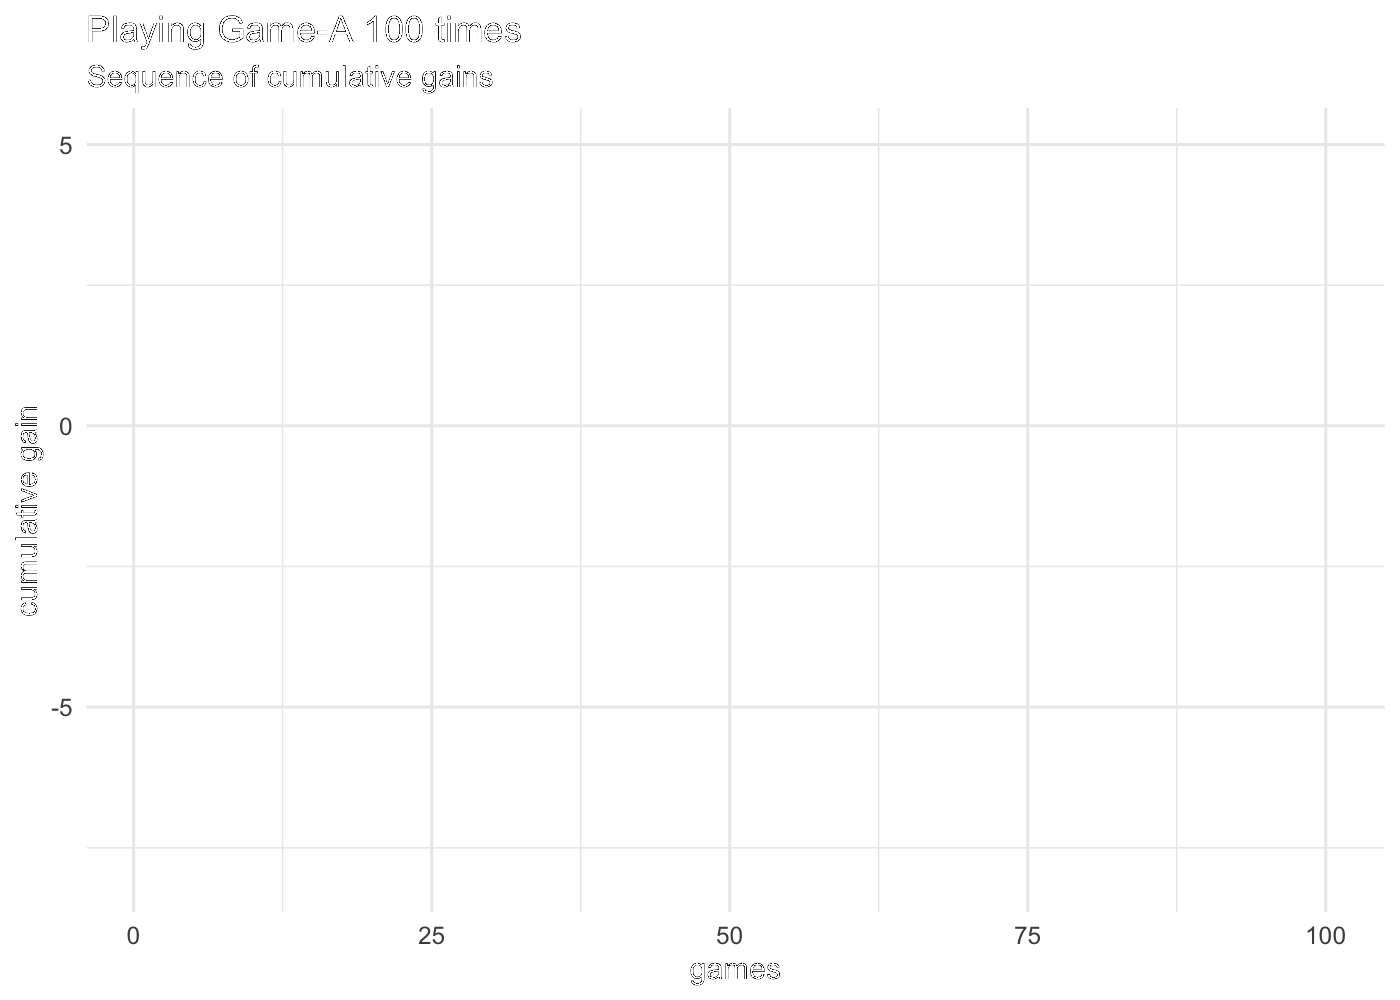 Playing Game-A 100 times
Sequence of cumulative gains
5
0
-5
cumulative gain
0 25 50 75 100
games